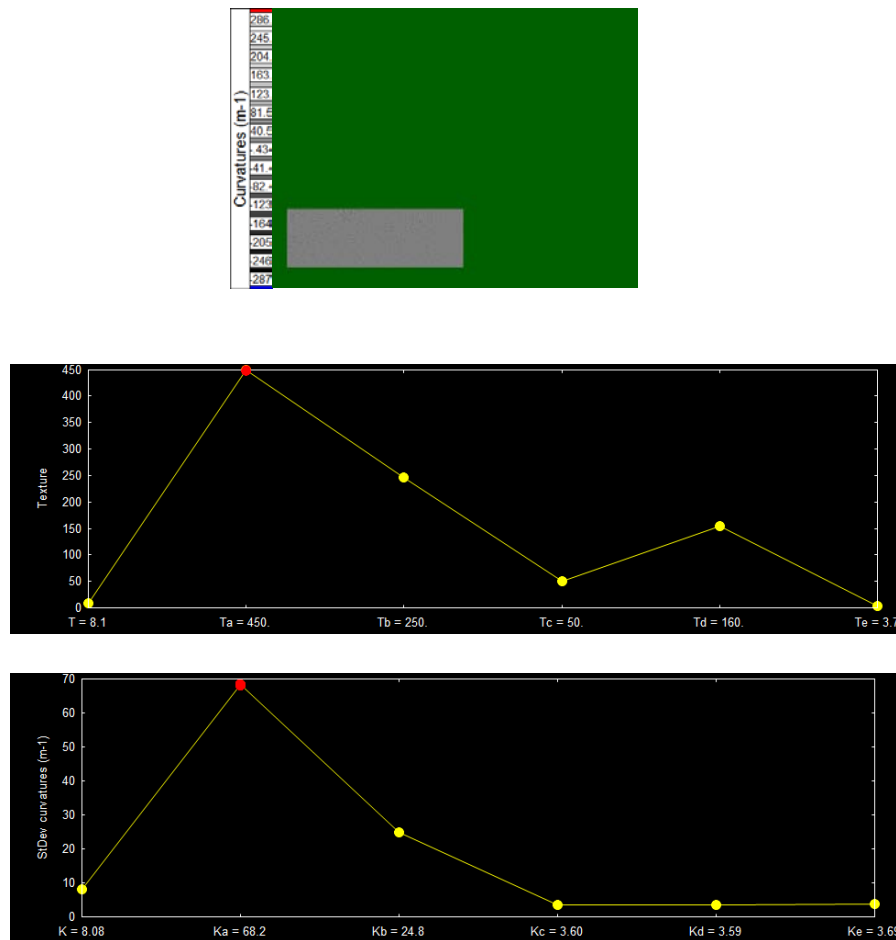 Curvatures (m-1)
286.
245.
204.
163.
123.
81.5
40.5
-.43
-41.
-82.
-123
-164
-205
-246
-287
Texture
450
400
350
300
250
200
150
100
50
0
T = 8.1
Ta = 450.
Tb = 250.
Tc = 50.
Td = 160.
Te = 3.7
StDev curvatures (m-1)
70
60
50
40
30
20
10
0
K = 8.08
Ka = 68.2
Kb = 24.8
Kc = 3.60
Kd = 3.59